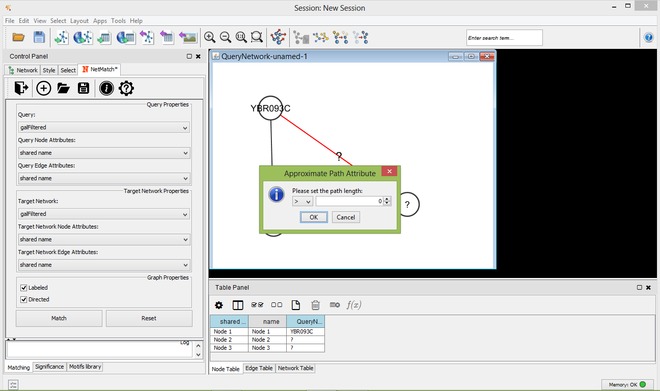 Session: New Session
File Edit View Select Layout Apps Tools Help
Enter search term...
Control Panel
Network Style Select NetMatch*
Query Properties
Query:
galFiltered
Query Node Attributes:
shared name
Query Edge Attributes:
shared name
Target Network Properties
Target Network:
galFiltered
Target Network Node Attributes:
shared name
Target Network Edge Attributes:
shared name
Graph Properties
Labeled
Directed
Match Reset
Log
Matching Significance Motifs library
QueryNetwork-unamed-1
YBR093C
?
?
Approximate Path Attribute
Please set the path length:
> 0
OK Cancel
Table Panel
f(x)
shared ... name QueryN...
Node 1 Node 1 YBR093C
Node 2 Node 2 ?
Node 3 Node 3 ?
Node Table Edge Table Network Table
Memory: OK